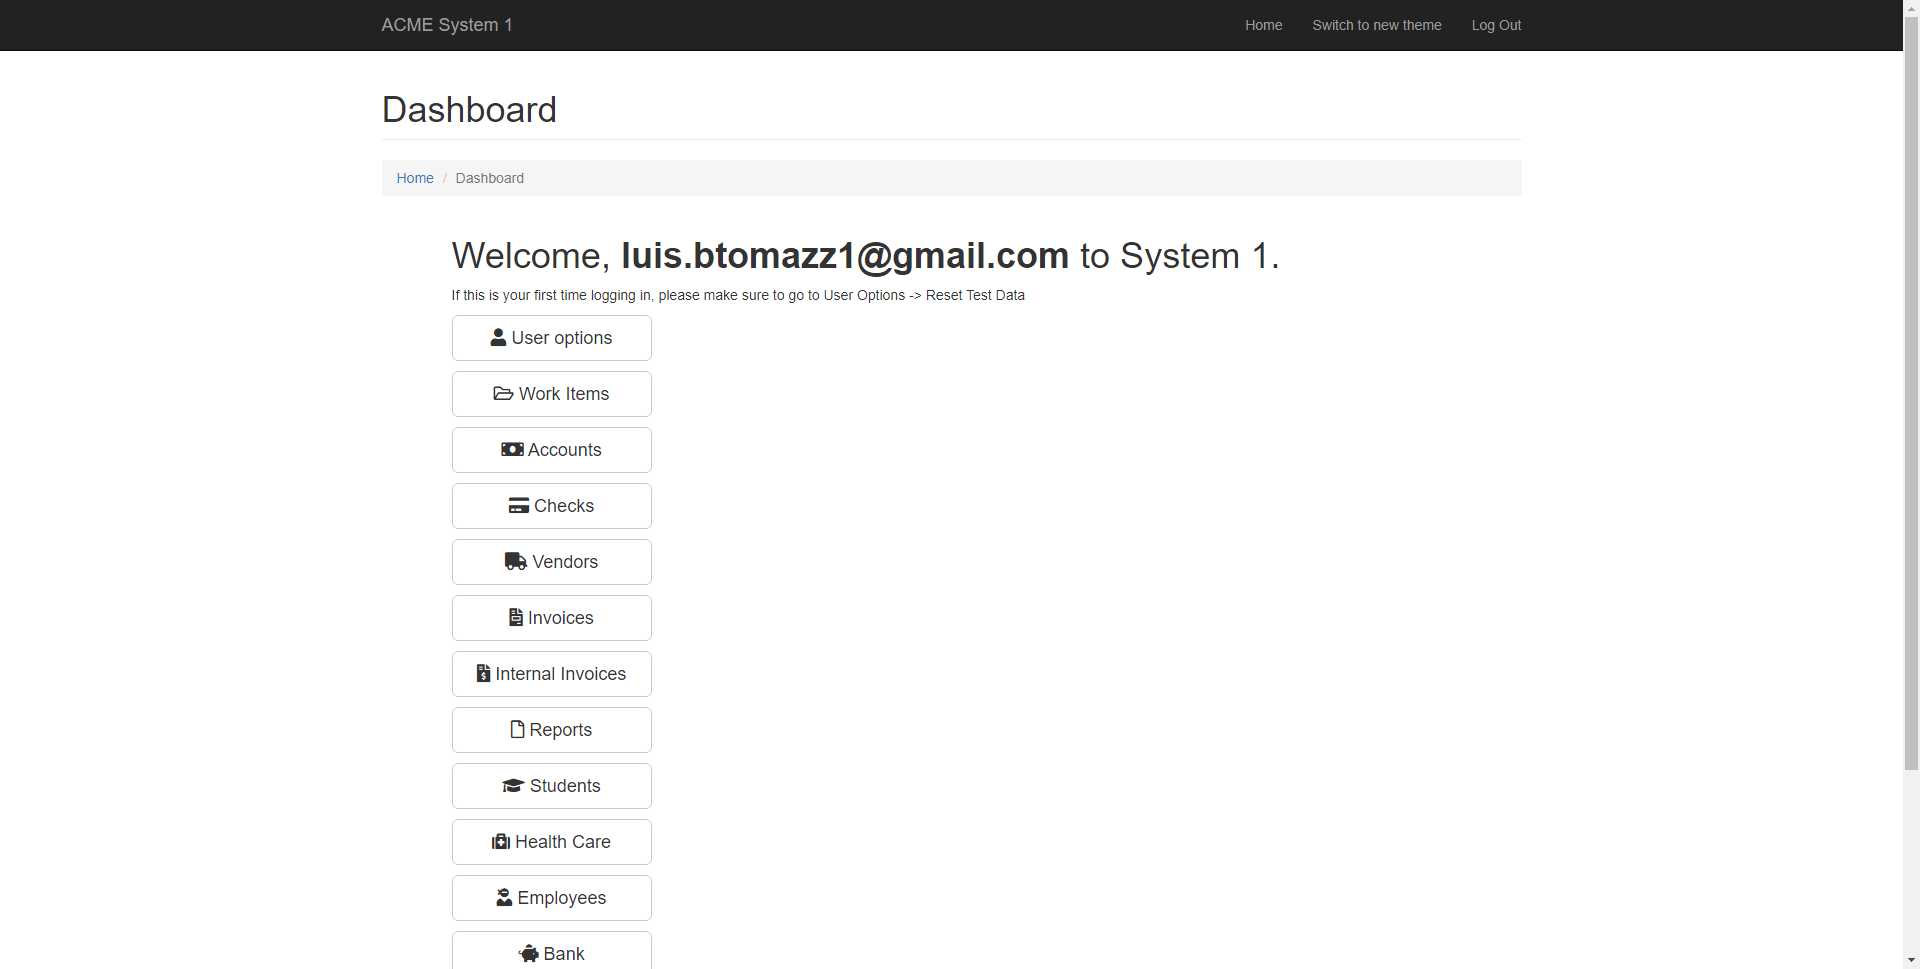 ACME System 1
Home
Switch to new theme
Log Out
Dashboard
Home / Dashboard
Welcome, luis.btomazz1@gmail.com to System 1.
If this is your first time logging in, please make sure to go to User Options -> Reset Test Data
User options
Work Items
Accounts
Checks
Vendors
Invoices
Internal Invoices
Reports
Students
Health Care
Employees
Bank